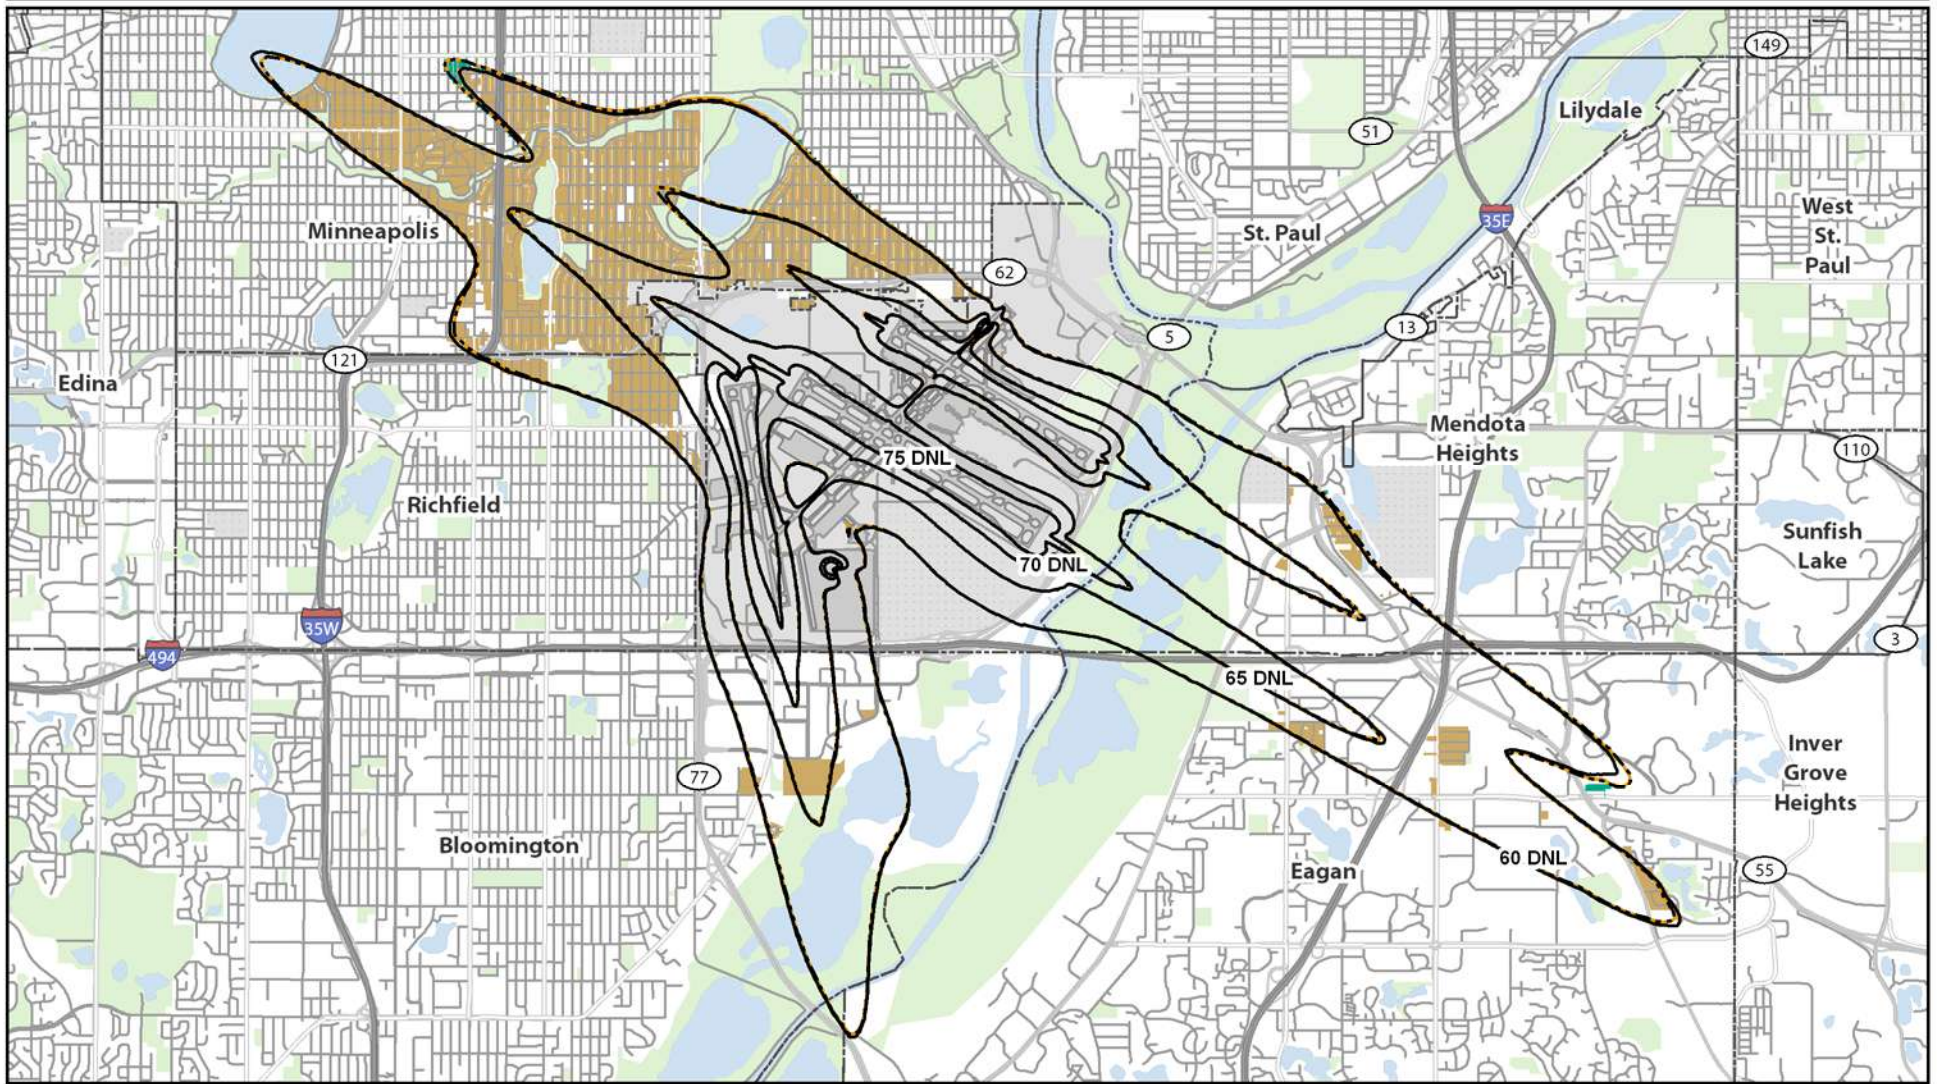 149
Lilydale
51
35E
West
St.
Paul
Minneapolis
St. Paul
62
13
5
121
Edina
Mendota
Heights
110
75 DNL
Richfield
Sunfish
Lake
70 DNL
35W
494
3
65 DNL
77
Inver
Grove
Heights
Bloomington
60 DNL
Eagan
55